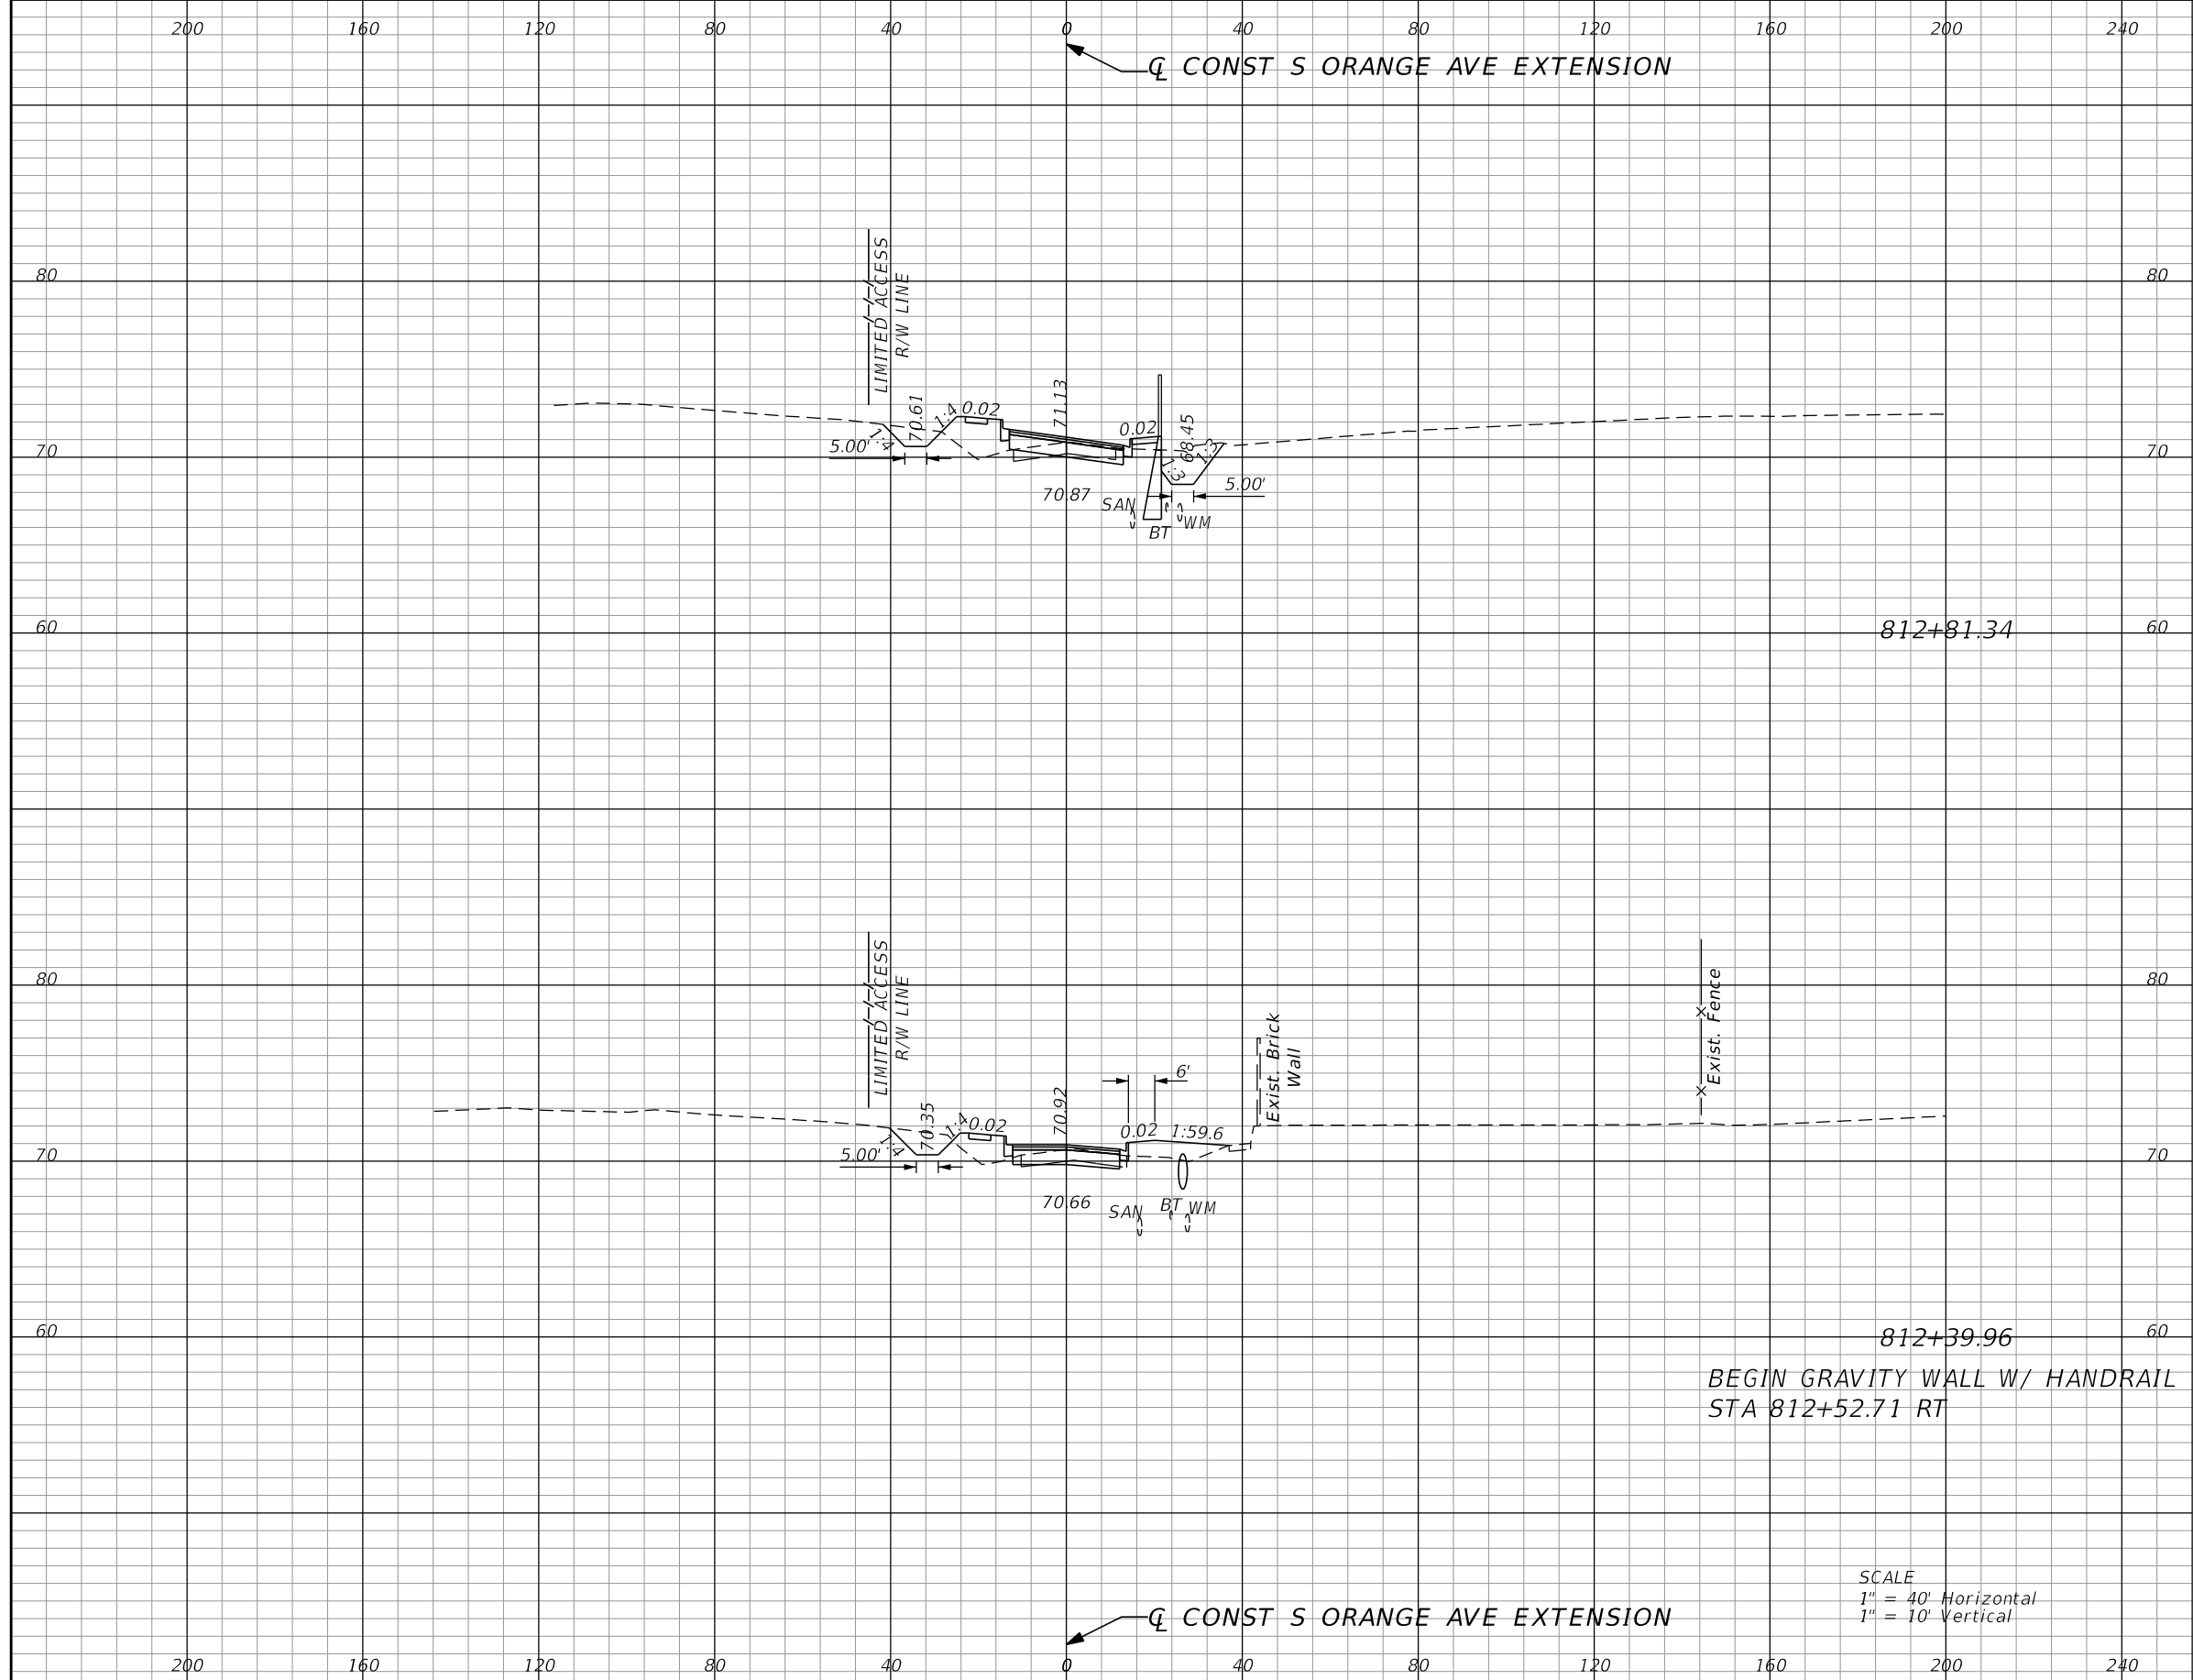 200 160 120 80 40 0 40 80 120 160 200 240
℄ CONST S ORANGE AVE EXTENSION
80 80
LIMITED ACCESS
R/W LINE
70.61
1:4
0.02
71.13
0.02
68.45
1:3
1:4
1:3
5.00'
70 70
5.00'
70.87
SAN
WM
BT
60 60
812+81.34
80 80
LIMITED ACCESS
R/W LINE
Exist. Brick
Wall
Exist. Fence
6'
70.35
1:4
0.02
70.92
0.02
1:59.6
1:4
5.00'
70 70
70.66
SAN
BT
WM
60 60
812+39.96
BEGIN GRAVITY WALL W/ HANDRAIL
STA 812+52.71 RT
SCALE
1" = 40' Horizontal
1" = 10' Vertical
℄ CONST S ORANGE AVE EXTENSION
200 160 120 80 40 0 40 80 120 160 200 240